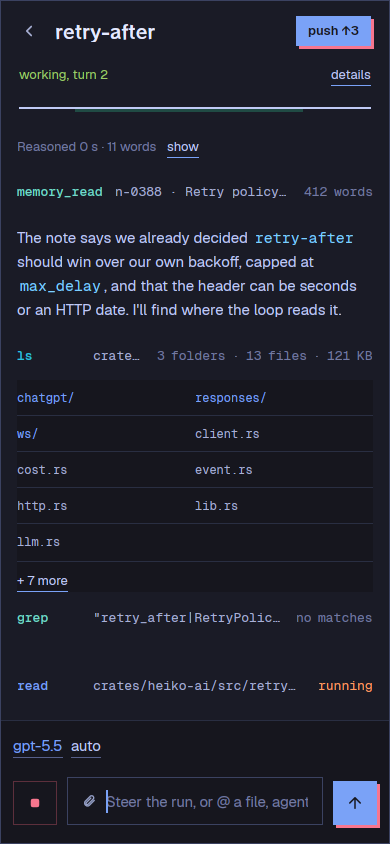 retry-after
push ↑3
working, turn 2
details
Reasoned 0 s · 11 words show
memory_read n-0388 · Retry policy… 412 words
The note says we already decided retry-after
should win over our own backoff, capped at
max_delay, and that the header can be seconds
or an HTTP date. I'll find where the loop reads it.
ls crate… 3 folders · 13 files · 121 KB
chatgpt/ responses/
ws/ client.rs
cost.rs event.rs
http.rs lib.rs
llm.rs
+ 7 more
grep "retry_after|RetryPolic… no matches
read crates/heiko-ai/src/retry… running
gpt-5.5 auto
Steer the run, or @ a file, agent